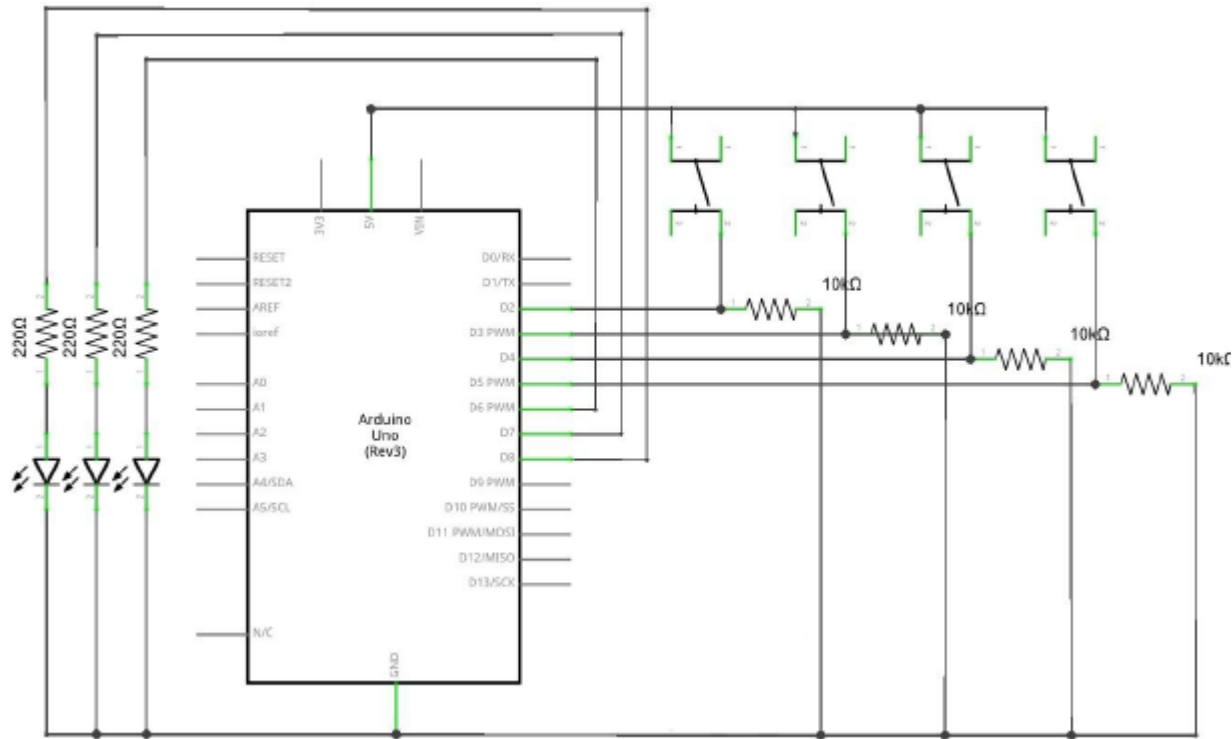 3V3
5V
VIN
RESET
RESET2
AREF
ioref
A0
A1
A2
A3
A4/SDA
A5/SCL
N/C
Arduino
Uno
(Rev3)
GND
D0/RX
D1/TX
D2
D3 PWM
D4
D5 PWM
D6 PWM
D7
D8
D9 PWM
D10 PWM/SS
D11 PWM/MOSI
D12/MISO
D13/SCK
220Ω
220Ω
220Ω
10kΩ
10kΩ
10kΩ
10kΩ